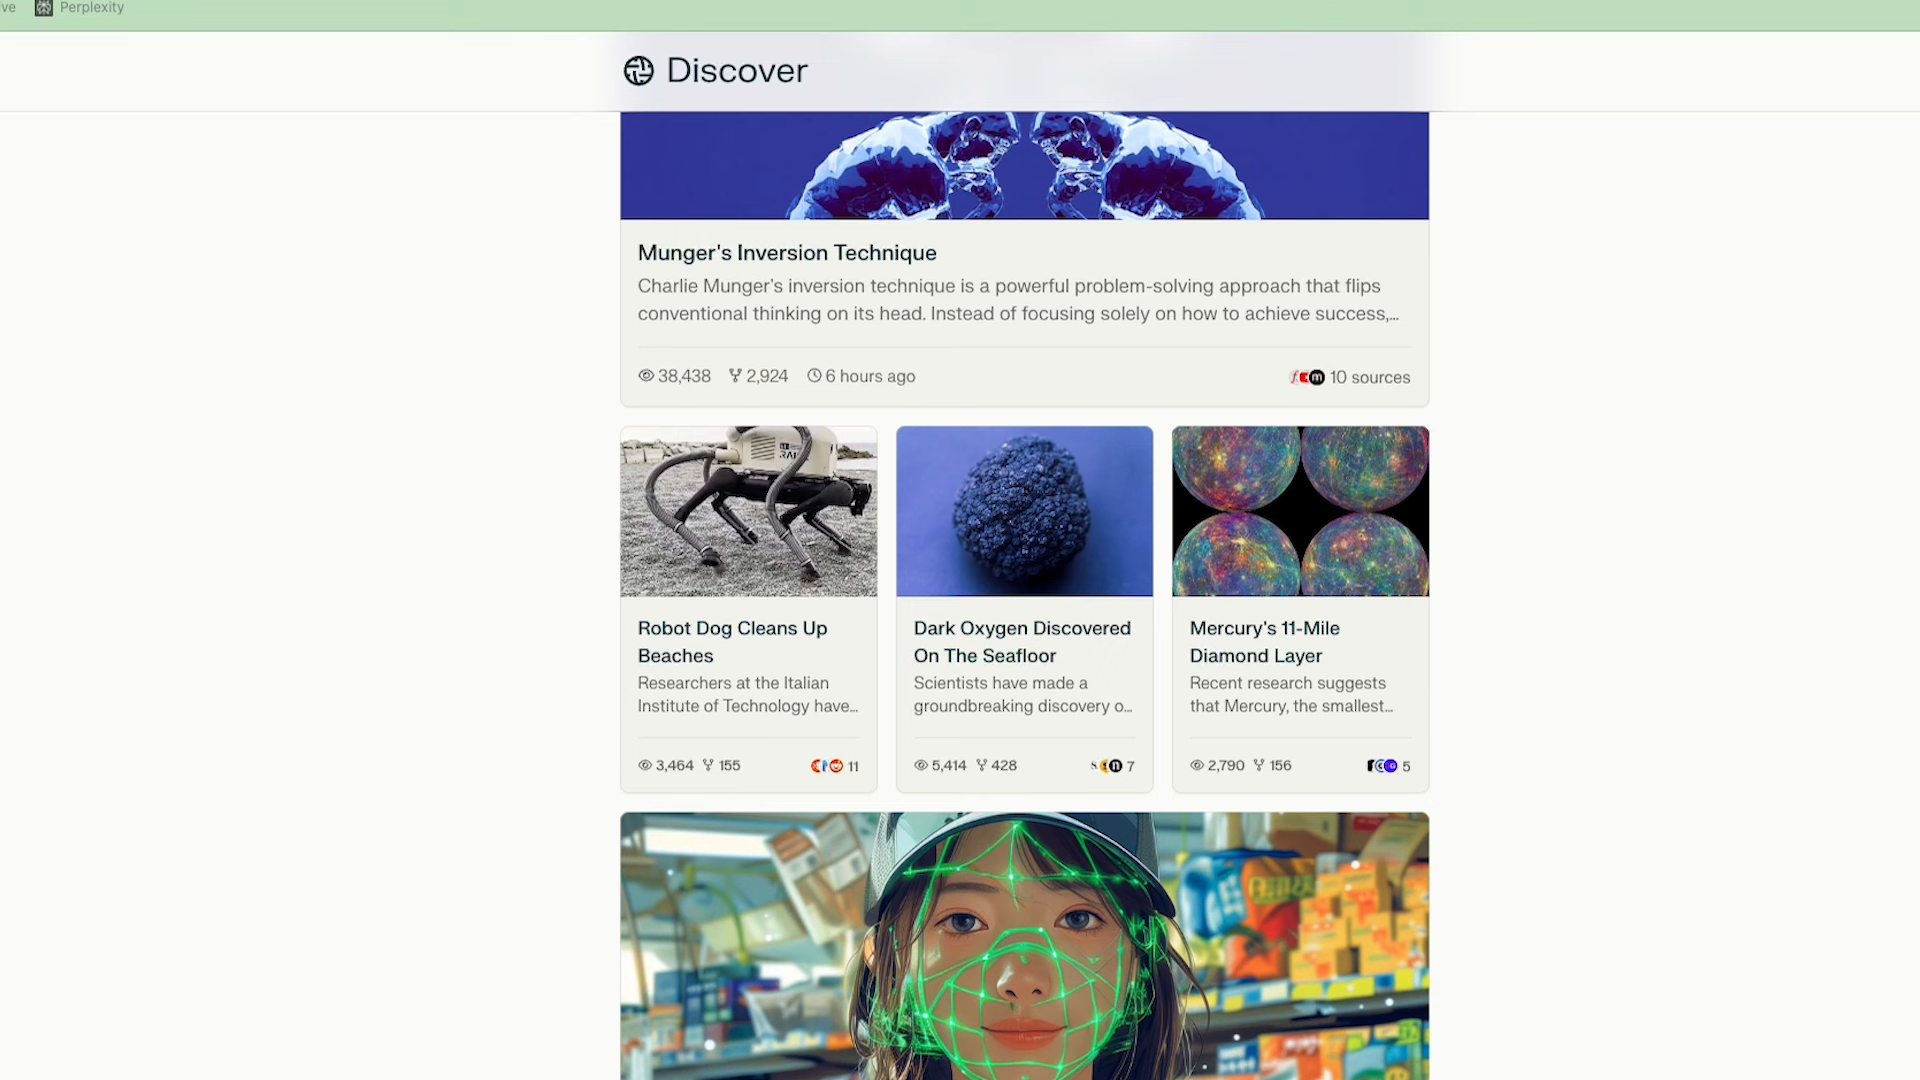 ve Perplexity
Discover
Munger's Inversion Technique
Charlie Munger's inversion technique is a powerful problem-solving approach that flips
conventional thinking on its head. Instead of focusing solely on how to achieve success,...
38,438 2,924 6 hours ago
m 10 sources
RAI
Robot Dog Cleans Up
Beaches
Researchers at the Italian
Institute of Technology have...
3,464 155 11
Dark Oxygen Discovered
On The Seafloor
Scientists have made a
groundbreaking discovery o...
5,414 428 7
Mercury's 11-Mile
Diamond Layer
Recent research suggests
that Mercury, the smallest...
2,790 156 5